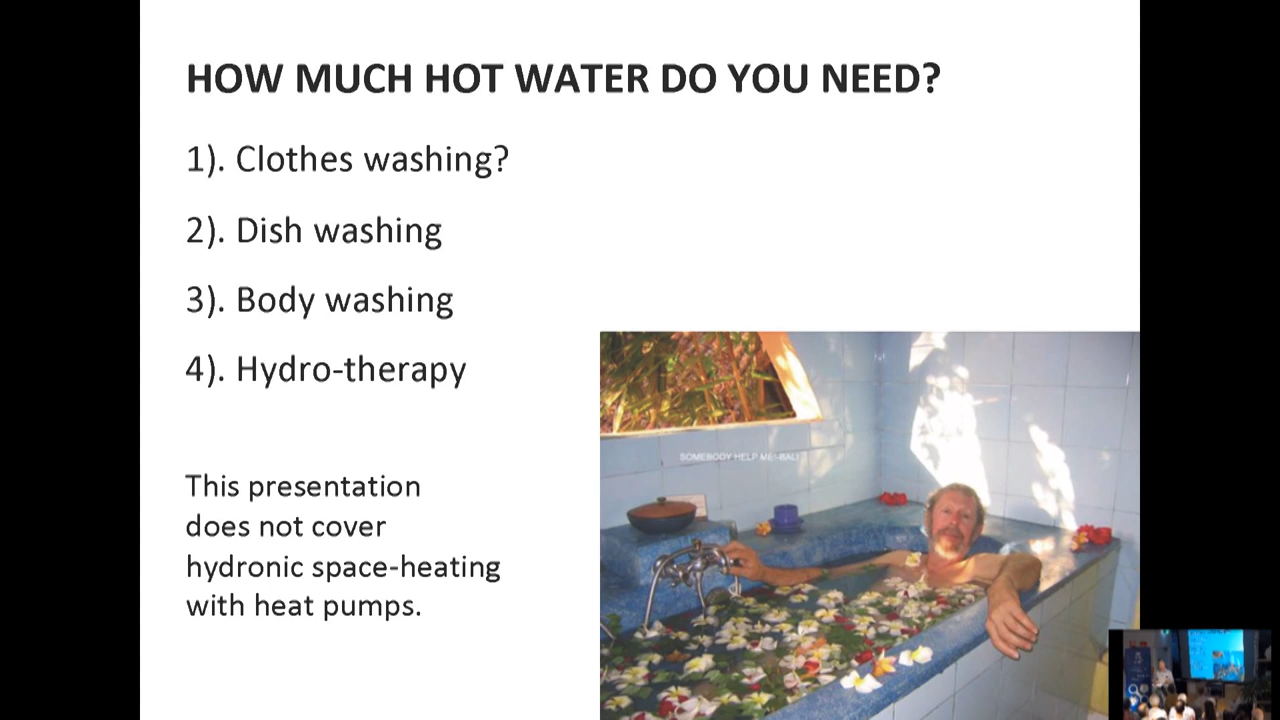 HOW MUCH HOT WATER DO YOU NEED?
1). Clothes washing?
2). Dish washing
3). Body washing
4). Hydro-therapy
This presentation
does not cover
hydronic space-heating
with heat pumps.
SOMEBODY HELP ME! BALI